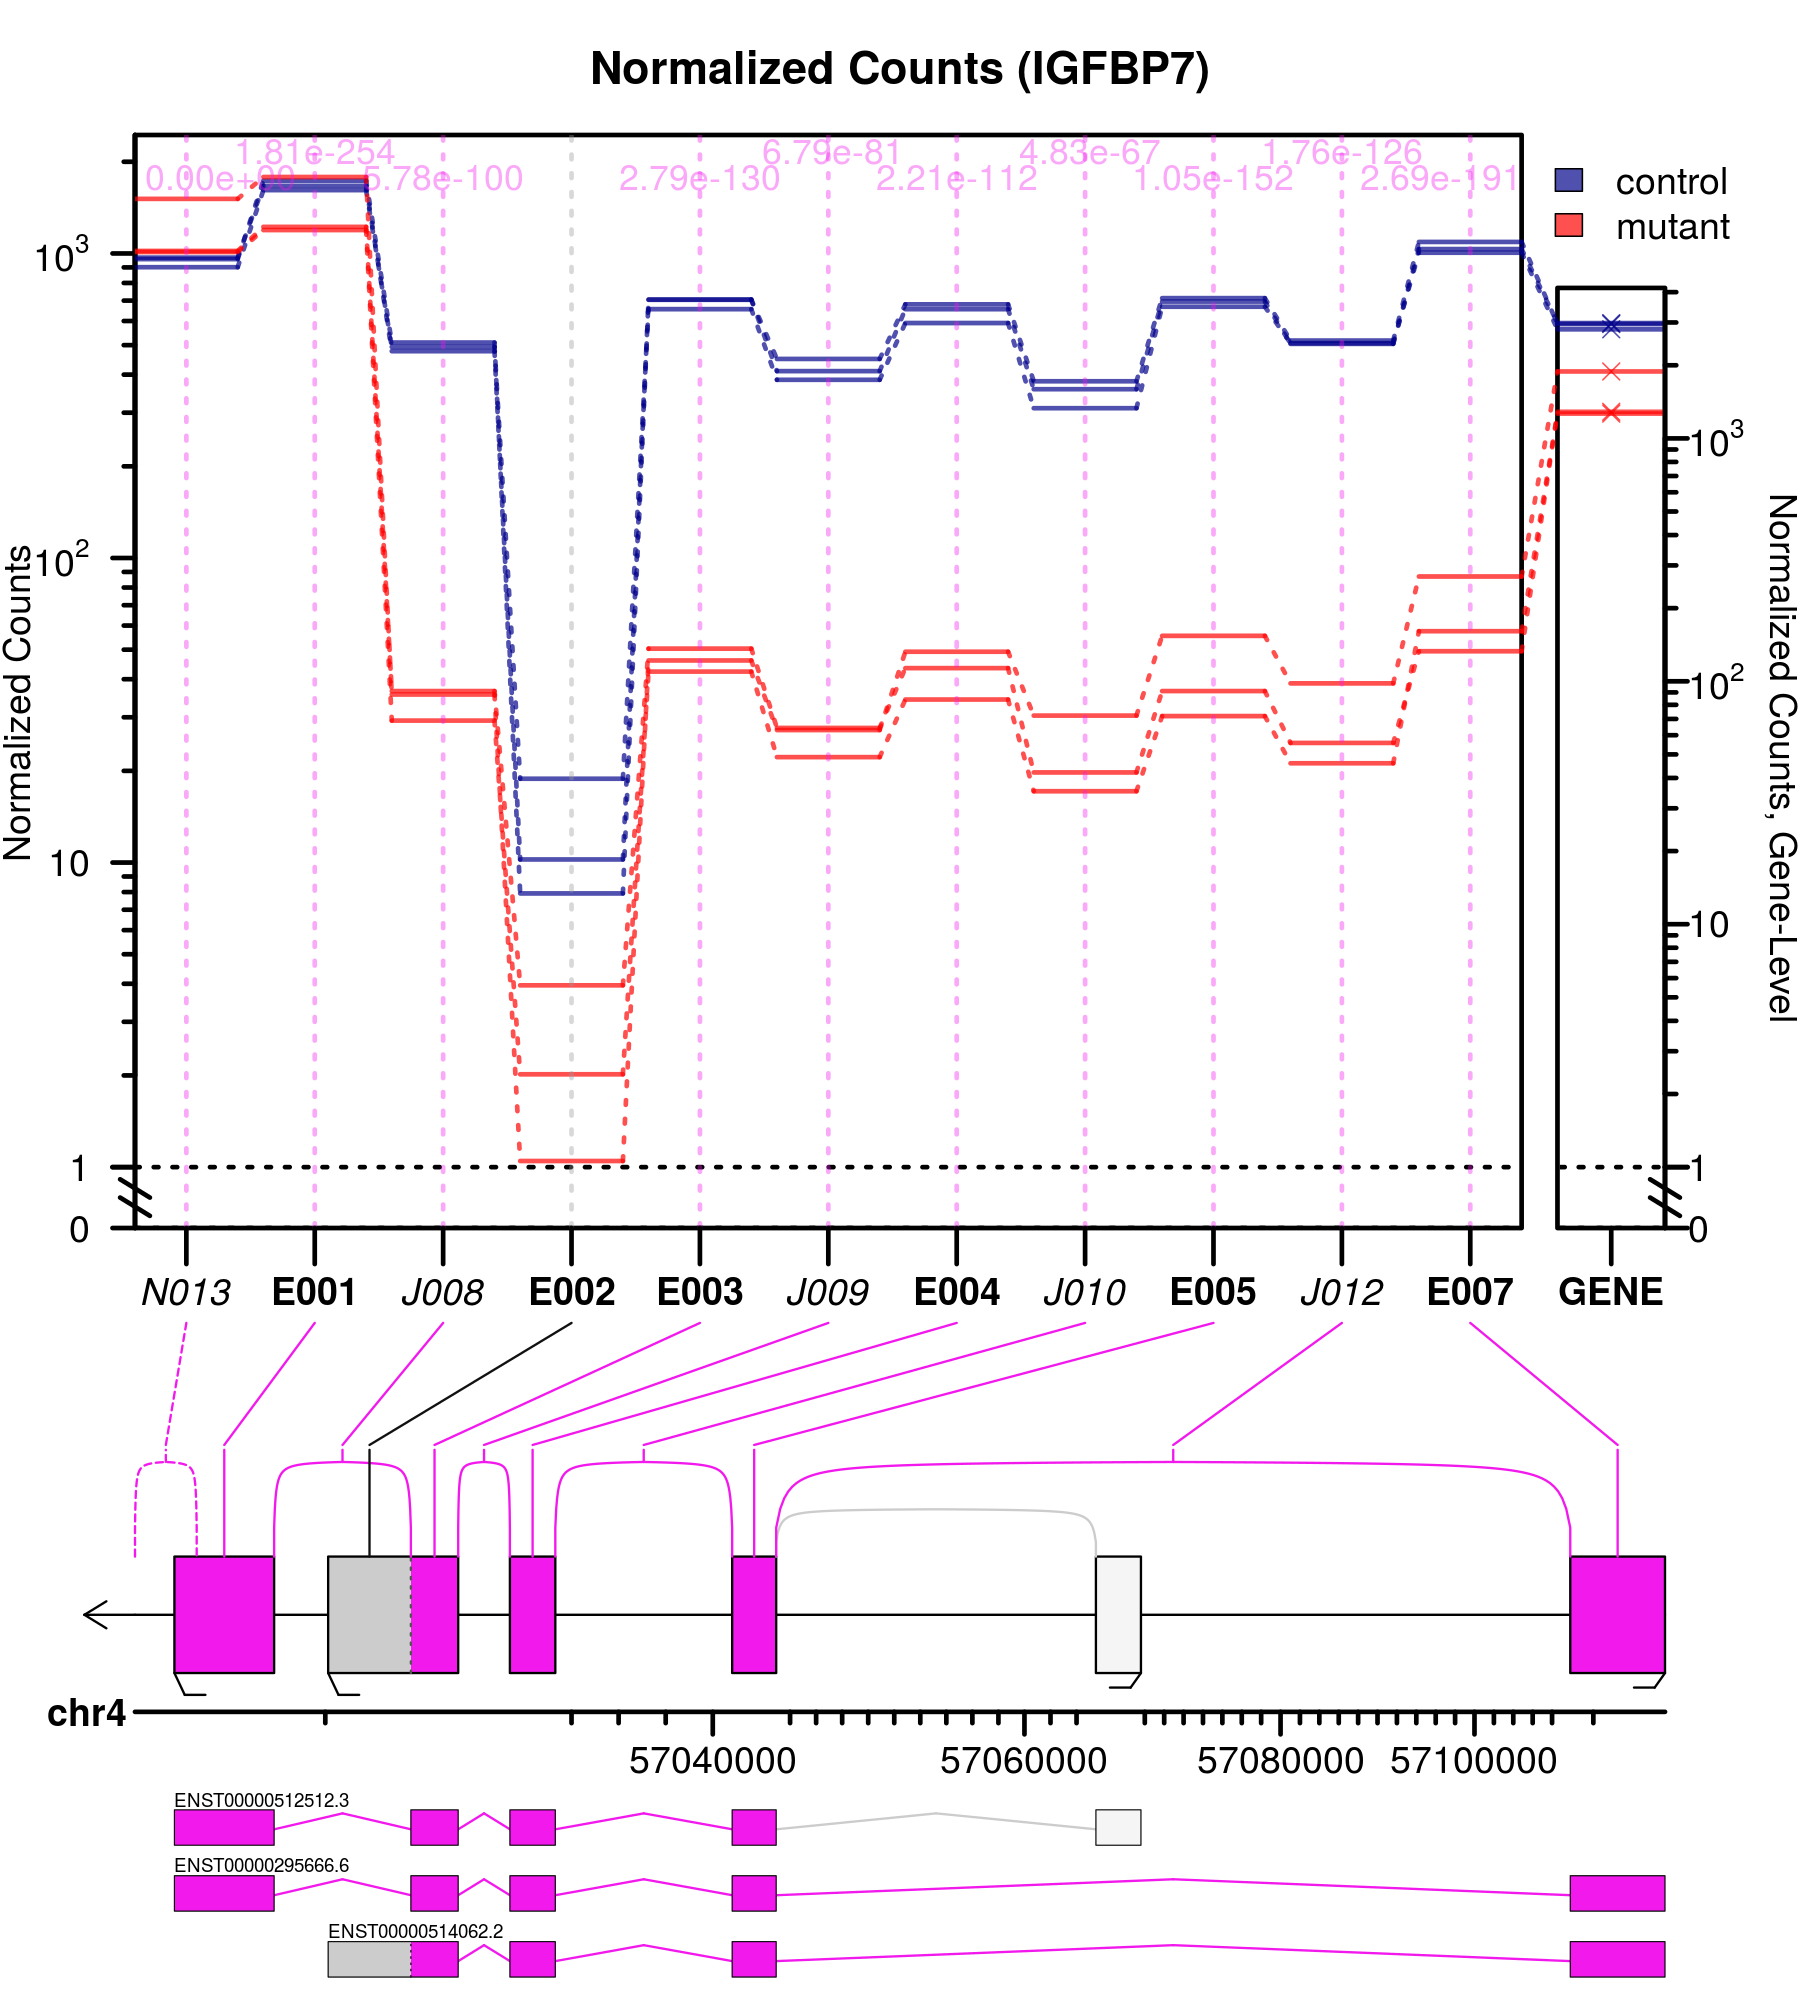 Normalized Counts (IGFBP7)
1.81e-254 6.79e-81 4.83e-67 1.76e-126
0.00e+00 5.78e-100 2.79e-130 2.21e-112 1.05e-152 2.69e-191
control
mutant
Normalized Counts
10³
10²
10
1
0
Normalized Counts, Gene-Level
10³
10²
10
1
0
N013 E001 J008 E002 E003 J009 E004 J010 E005 J012 E007 GENE
chr4
57040000 57060000 57080000 57100000
ENST00000512512.3
ENST00000295666.6
ENST00000514062.2